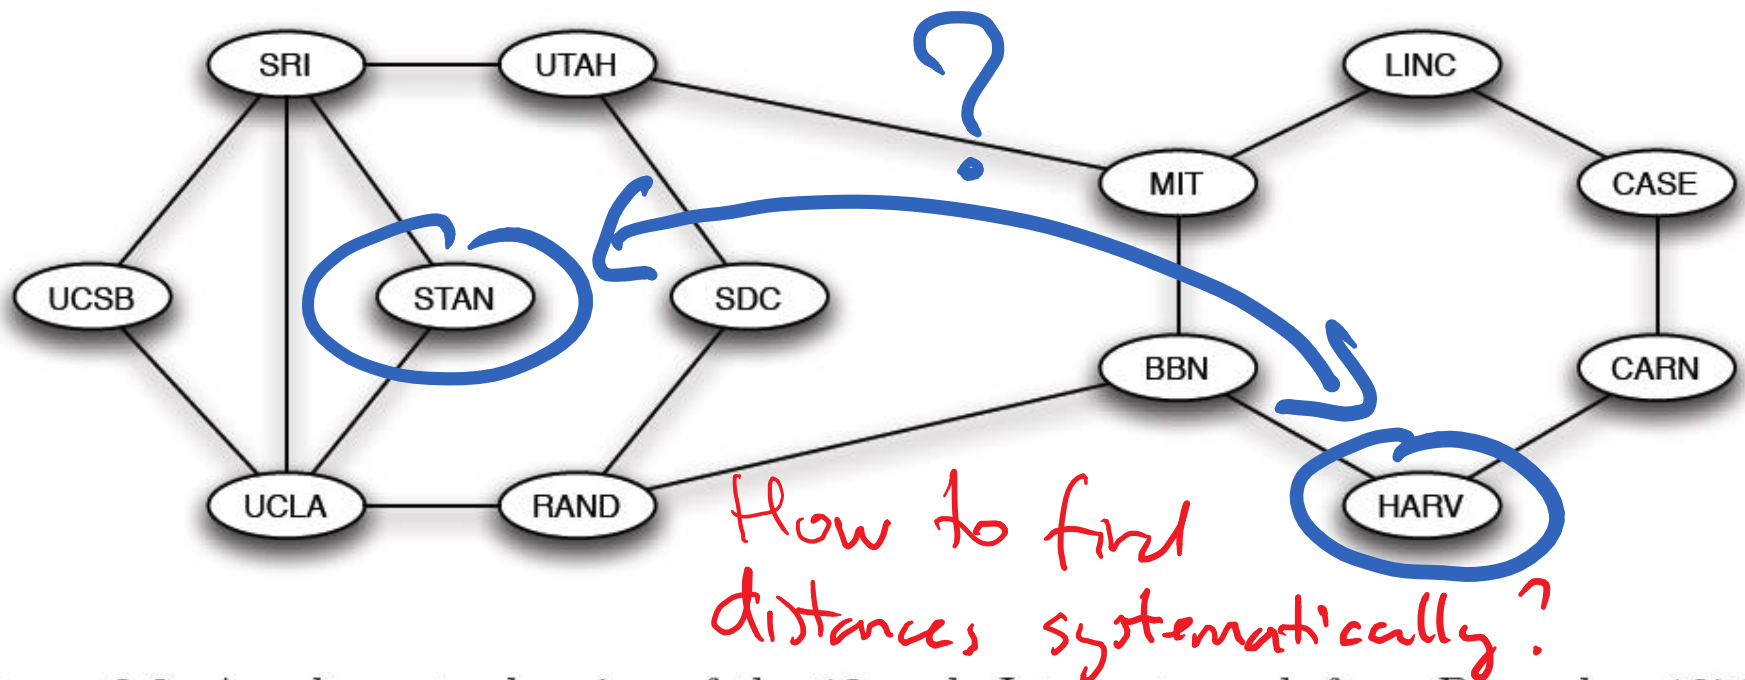 SRI UTAH LINC
MIT CASE
UCSB STAN SDC
BBN CARN
UCLA RAND HARV
?
How to find
distances systematically?